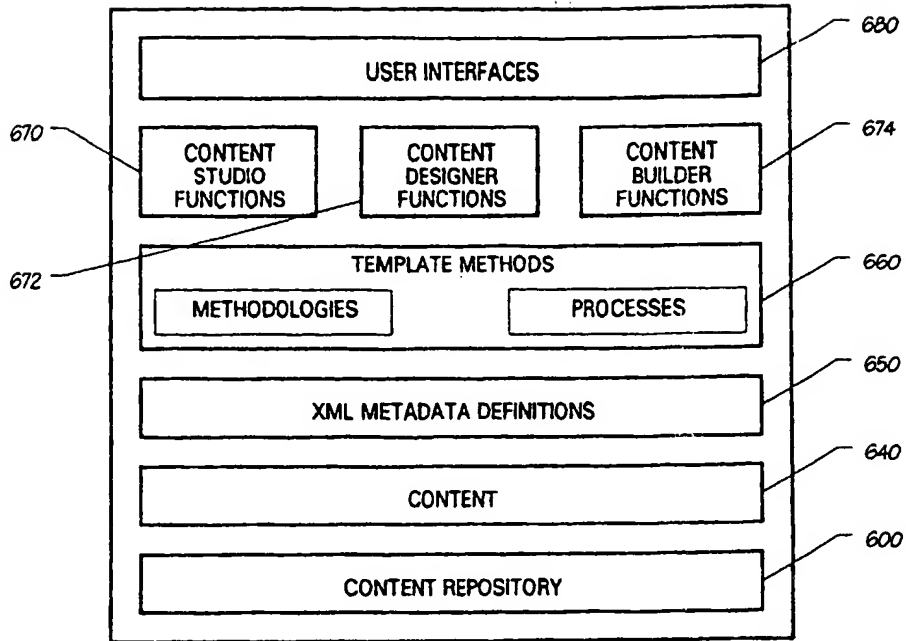 680
USER INTERFACES
670
674
CONTENT
STUDIO
FUNCTIONS
CONTENT
DESIGNER
FUNCTIONS
CONTENT
BUILDER
FUNCTIONS
672
TEMPLATE METHODS
660
METHODOLOGIES
PROCESSES
650
XML METADATA DEFINITIONS
640
CONTENT
600
CONTENT REPOSITORY